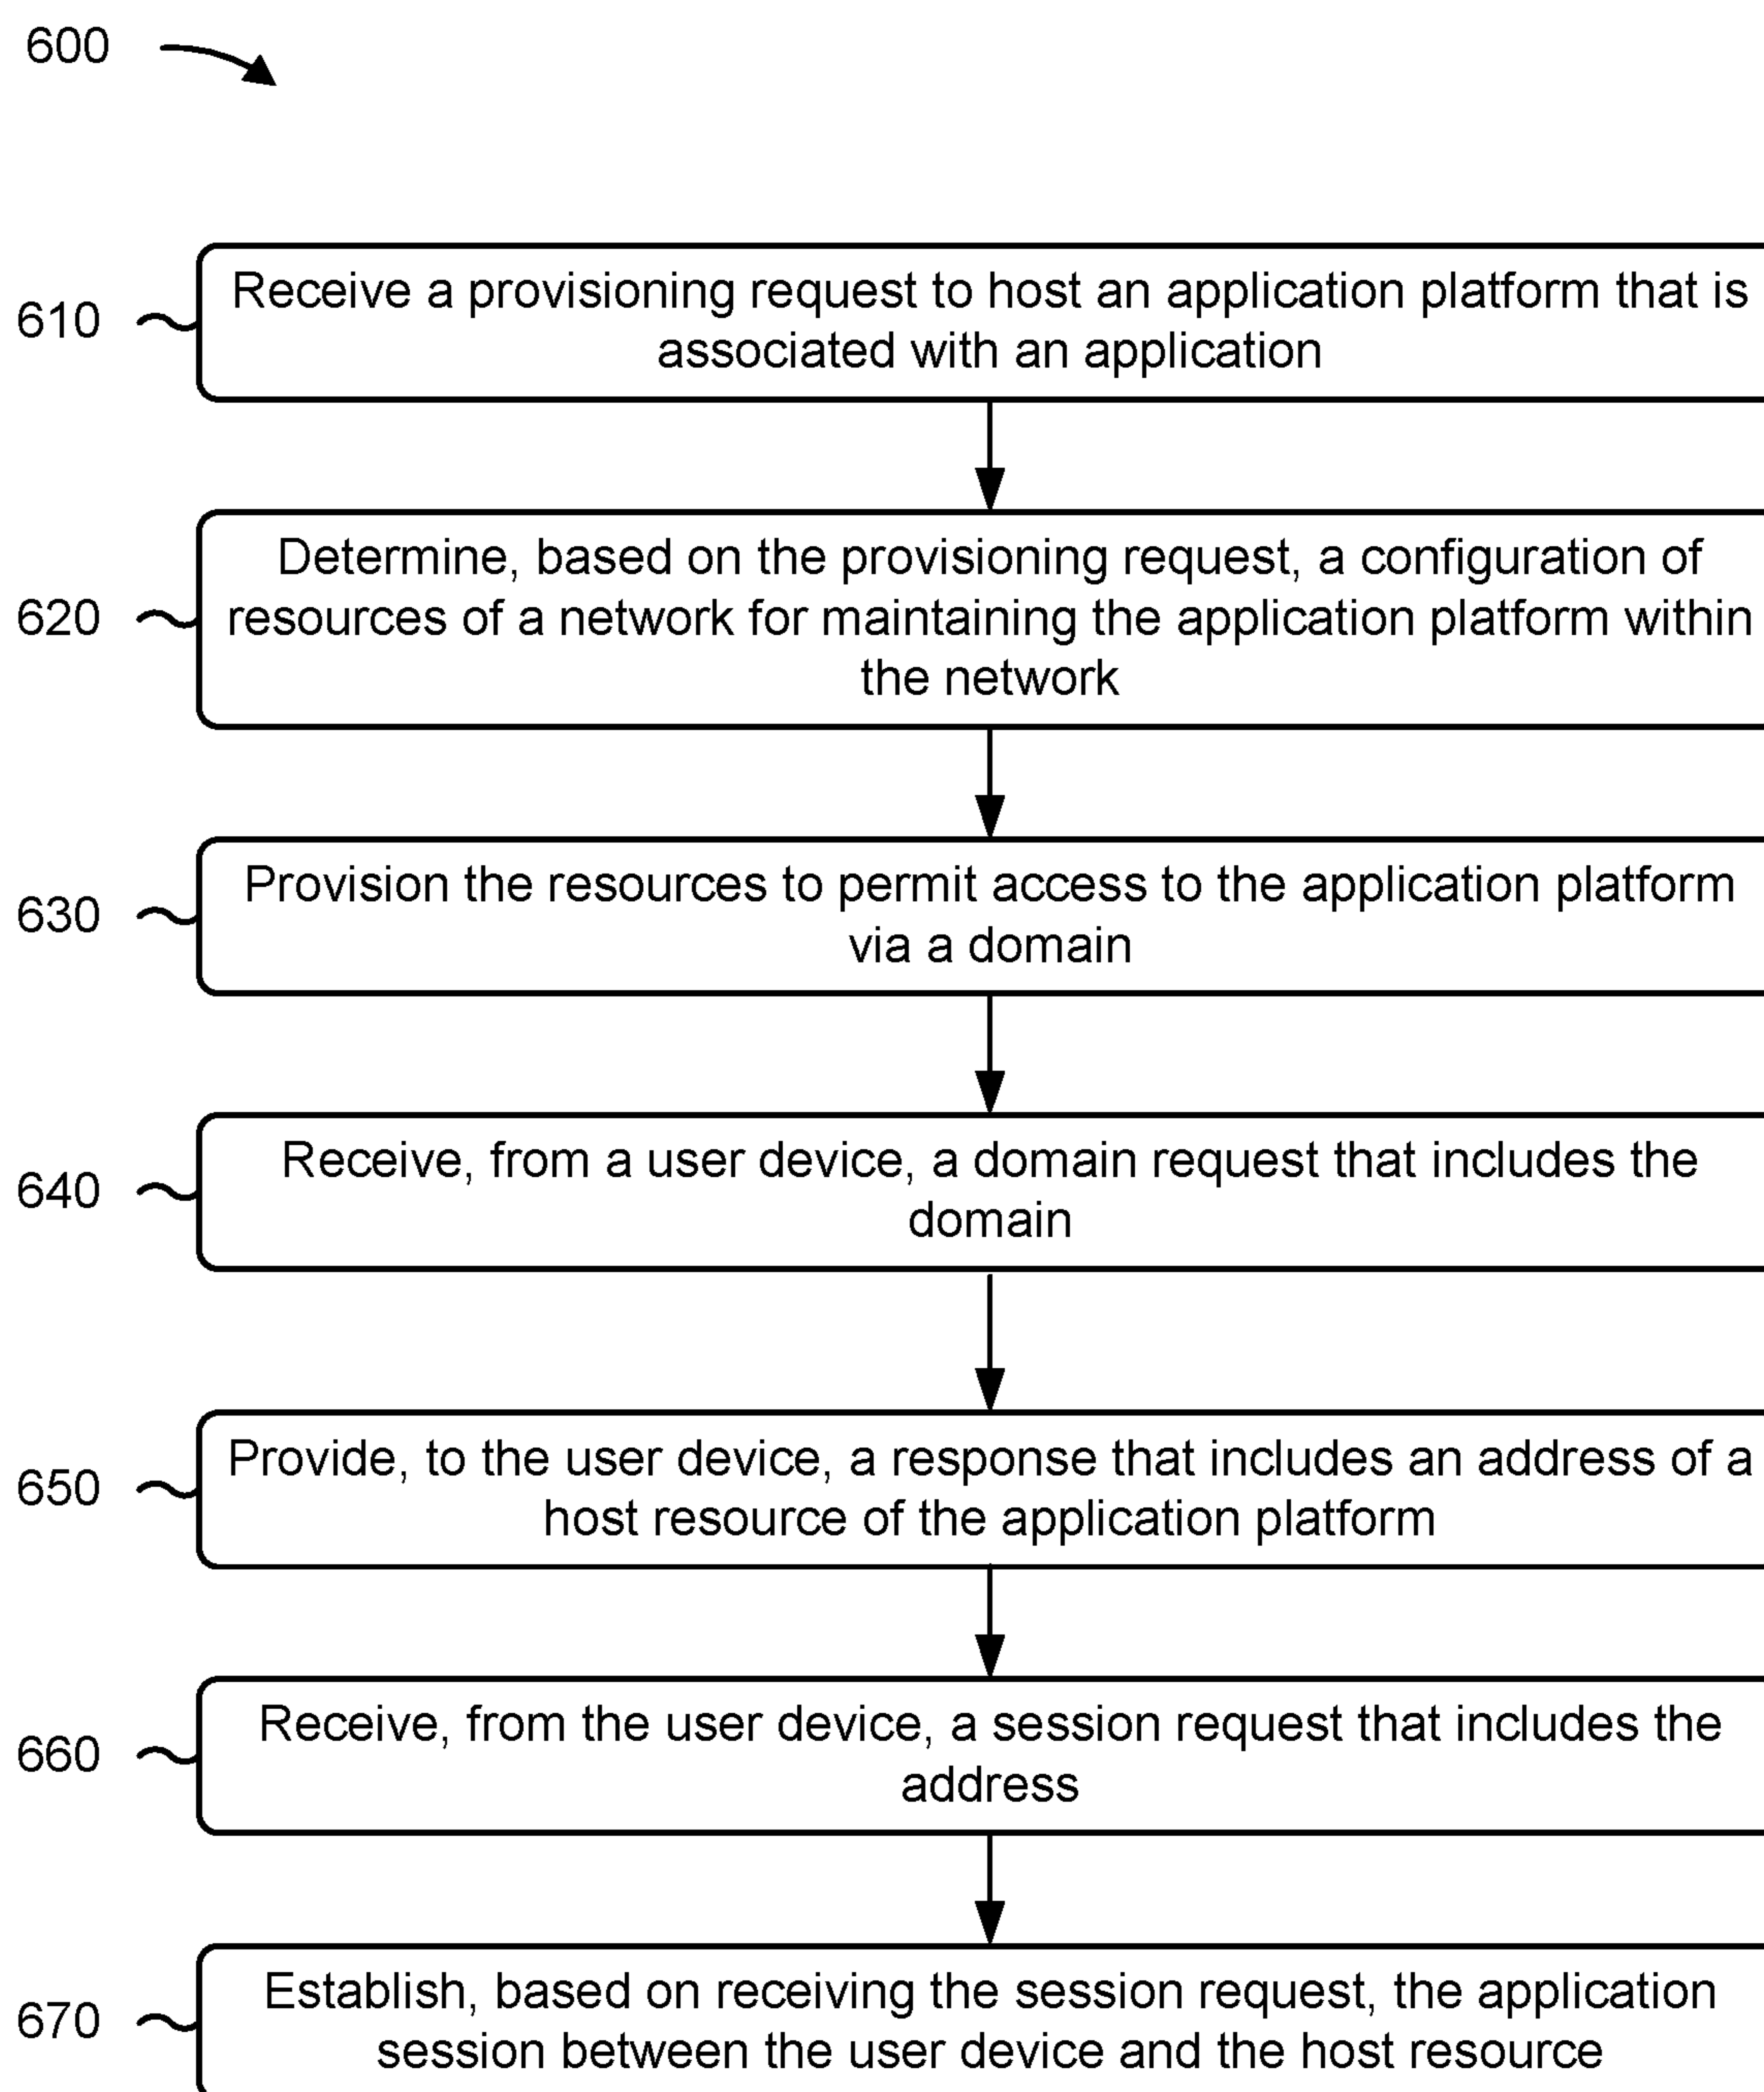 600
610
Receive a provisioning request to host an application platform that is
associated with an application
620
Determine, based on the provisioning request, a configuration of
resources of a network for maintaining the application platform within
the network
630
Provision the resources to permit access to the application platform
via a domain
640
Receive, from a user device, a domain request that includes the
domain
650
Provide, to the user device, a response that includes an address of a
host resource of the application platform
660
Receive, from the user device, a session request that includes the
address
670
Establish, based on receiving the session request, the application
session between the user device and the host resource